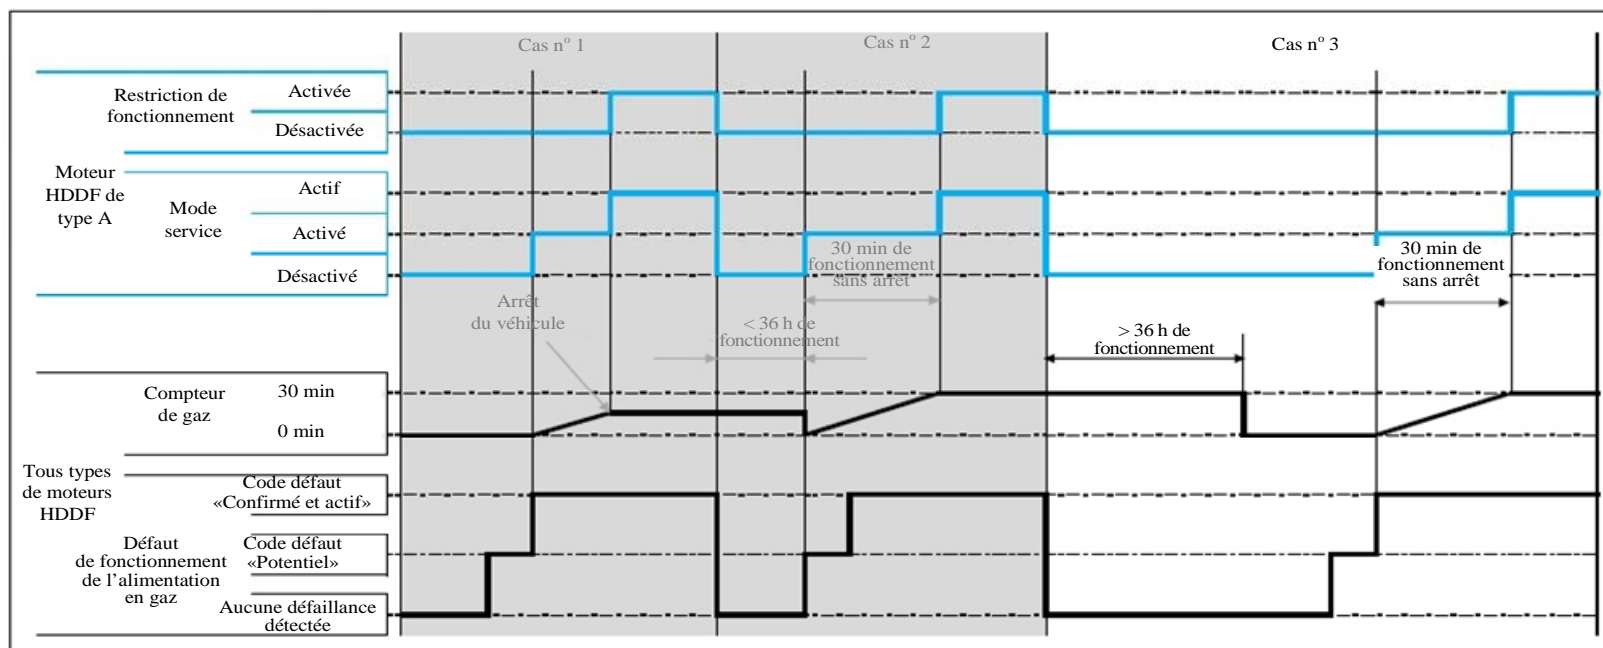 Cas nº 1
Cas nº 2
Cas nº 3
Restriction de
fonctionnement
Activée
Désactivée
Moteur
HDDF de
type A
Mode
service
Actif
Activé
Désactivé
30 min de
fonctionnement
sans arrêt
30 min de
fonctionnement
sans arrêt
Arrêt
du véhicule
< 36 h de
fonctionnement
> 36 h de
fonctionnement
Compteur
de gaz
30 min
0 min
Tous types
de moteurs
HDDF
Code défaut
«Confirmé et actif»
Défaut
de fonctionnement
de l’alimentation
en gaz
Code défaut
«Potentiel»
Aucune défaillance
détectée